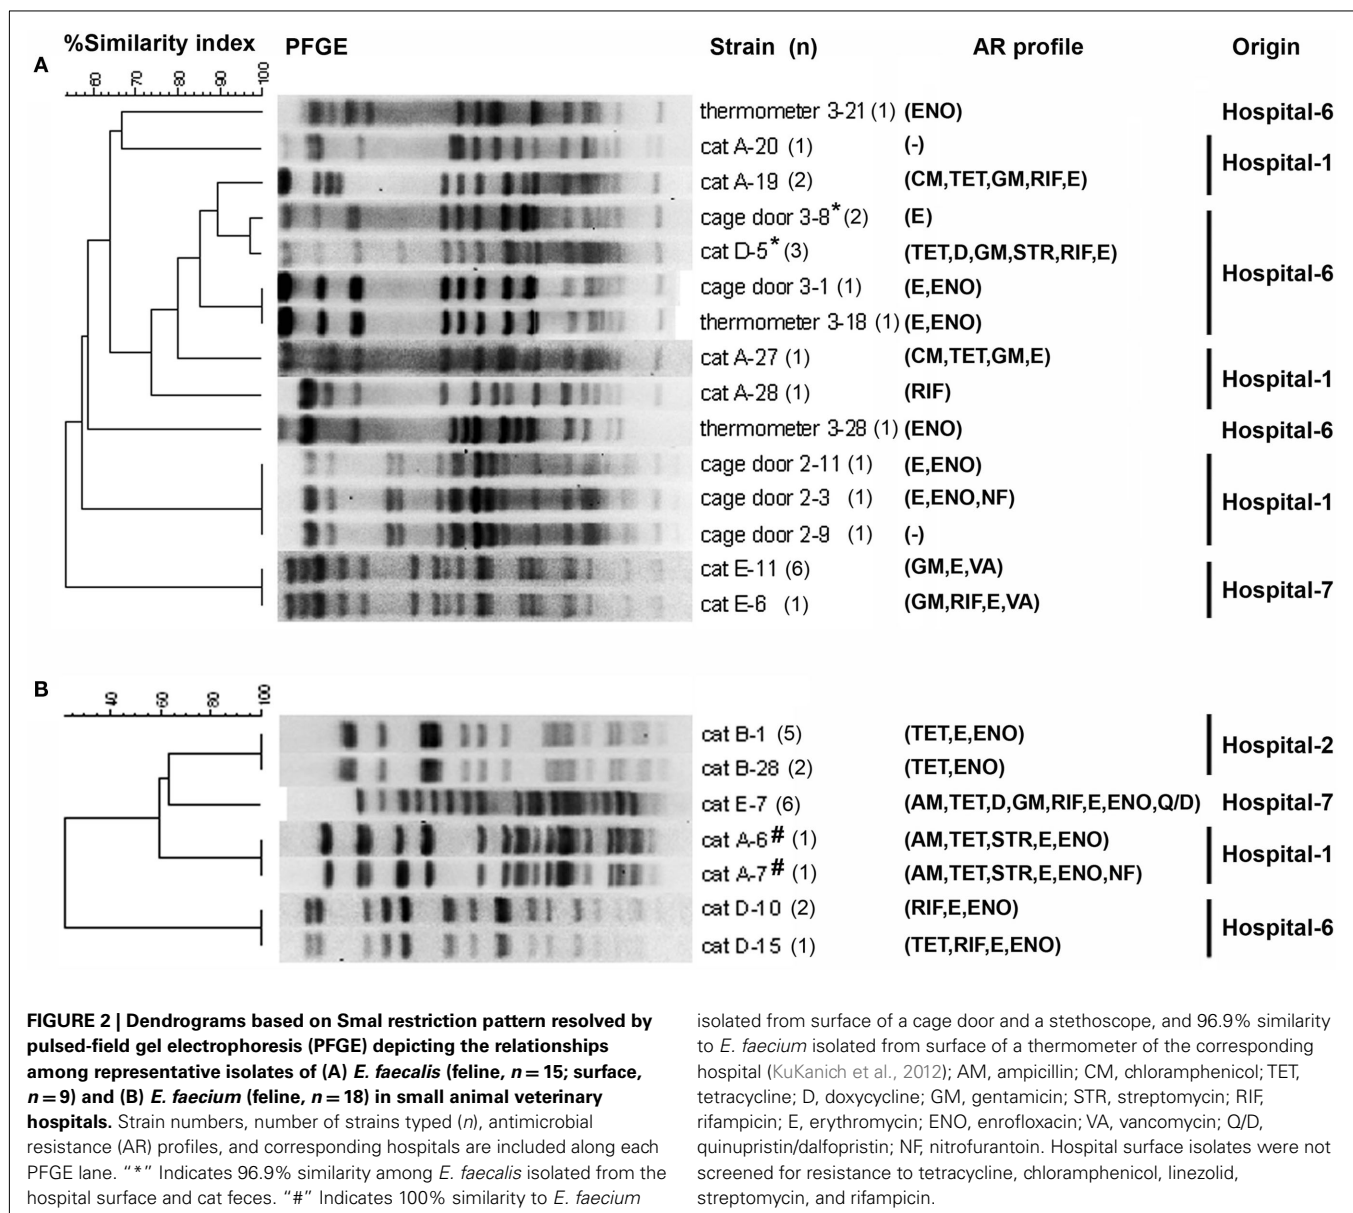 %Similarity index PFGE Strain (n) AR profile Origin
A
60 70 80 90 100
thermometer 3-21 (1) (ENO) Hospital-6
cat A-20 (1) (-)
Hospital-1
cat A-19 (2) (CM,TET,GM,RIF,E)
cage door 3-8* (2) (E)
cat D-5* (3) (TET,D,GM,STR,RIF,E)
Hospital-6
cage door 3-1 (1) (E,ENO)
thermometer 3-18 (1) (E,ENO)
cat A-27 (1) (CM,TET,GM,E)
Hospital-1
cat A-28 (1) (RIF)
thermometer 3-28 (1) (ENO) Hospital-6
cage door 2-11 (1) (E,ENO)
cage door 2-3 (1) (E,ENO,NF) Hospital-1
cage door 2-9 (1) (-)
cat E-11 (6) (GM,E,VA)
Hospital-7
cat E-6 (1) (GM,RIF,E,VA)
B
40 60 80 100
cat B-1 (5) (TET,E,ENO)
Hospital-2
cat B-28 (2) (TET,ENO)
cat E-7 (6) (AM,TET,D,GM,RIF,E,ENO,Q/D) Hospital-7
cat A-6# (1) (AM,TET,STR,E,ENO)
Hospital-1
cat A-7# (1) (AM,TET,STR,E,ENO,NF)
cat D-10 (2) (RIF,E,ENO)
Hospital-6
cat D-15 (1) (TET,RIF,E,ENO)
FIGURE 2 | Dendrograms based on SmaI restriction pattern resolved by
pulsed-field gel electrophoresis (PFGE) depicting the relationships
among representative isolates of (A) E. faecalis (feline, n = 15; surface,
n = 9) and (B) E. faecium (feline, n = 18) in small animal veterinary
hospitals. Strain numbers, number of strains typed (n), antimicrobial
resistance (AR) profiles, and corresponding hospitals are included along each
PFGE lane. "*" Indicates 96.9% similarity among E. faecalis isolated from the
hospital surface and cat feces. "#" Indicates 100% similarity to E. faecium
isolated from surface of a cage door and a stethoscope, and 96.9% similarity
to E. faecium isolated from surface of a thermometer of the corresponding
hospital (KuKanich et al., 2012); AM, ampicillin; CM, chloramphenicol; TET,
tetracycline; D, doxycycline; GM, gentamicin; STR, streptomycin; RIF,
rifampicin; E, erythromycin; ENO, enrofloxacin; VA, vancomycin; Q/D,
quinupristin/dalfopristin; NF, nitrofurantoin. Hospital surface isolates were not
screened for resistance to tetracycline, chloramphenicol, linezolid,
streptomycin, and rifampicin.